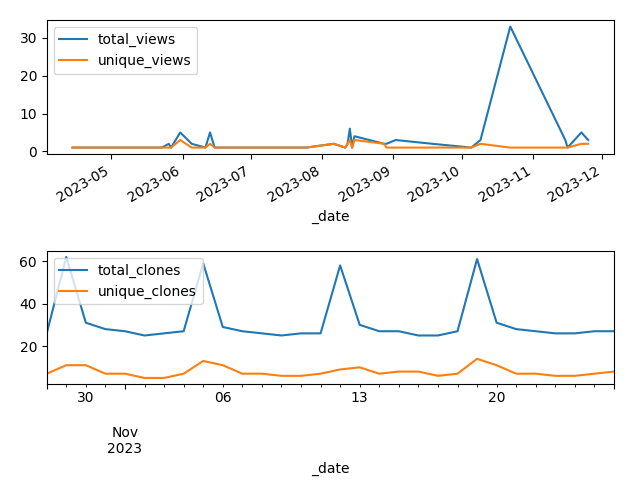 30
20
10
0
total_views
unique_views
2023-05
2023-06
2023-07
2023-08
2023-09
2023-10
2023-11
2023-12
_date
60
40
20
total_clones
unique_clones
30
06
13
20
Nov
2023
_date